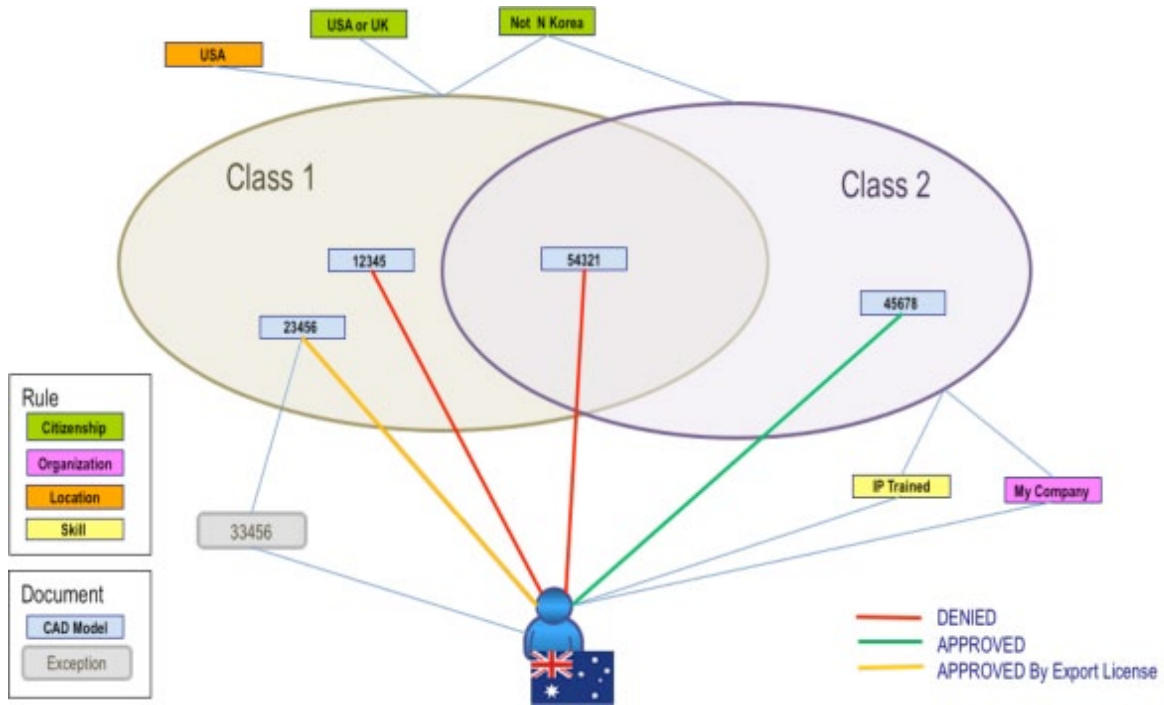 USA or UK
Not N Korea
USA
Class 1
Class 2
12345
54321
45678
23456
Rule
Citizenship
Organization
Location
Skill
IP Trained
My Company
33456
Document
CAD Model
Exception
DENIED
APPROVED
APPROVED By Export License